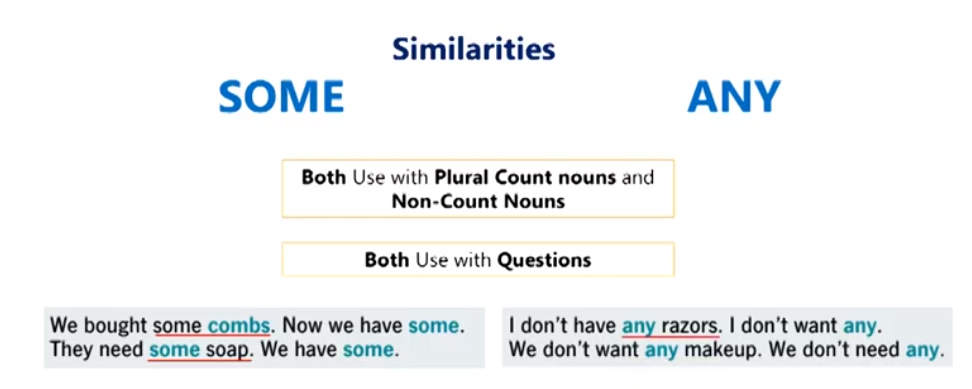 Similarities
SOME
ANY
Both Use with Plural Count nouns and
Non-Count Nouns
Both Use with Questions
We bought some combs. Now we have some.
They need some soap. We have some.
I don't have any razors. I don't want any.
We don't want any makeup. We don't need any.